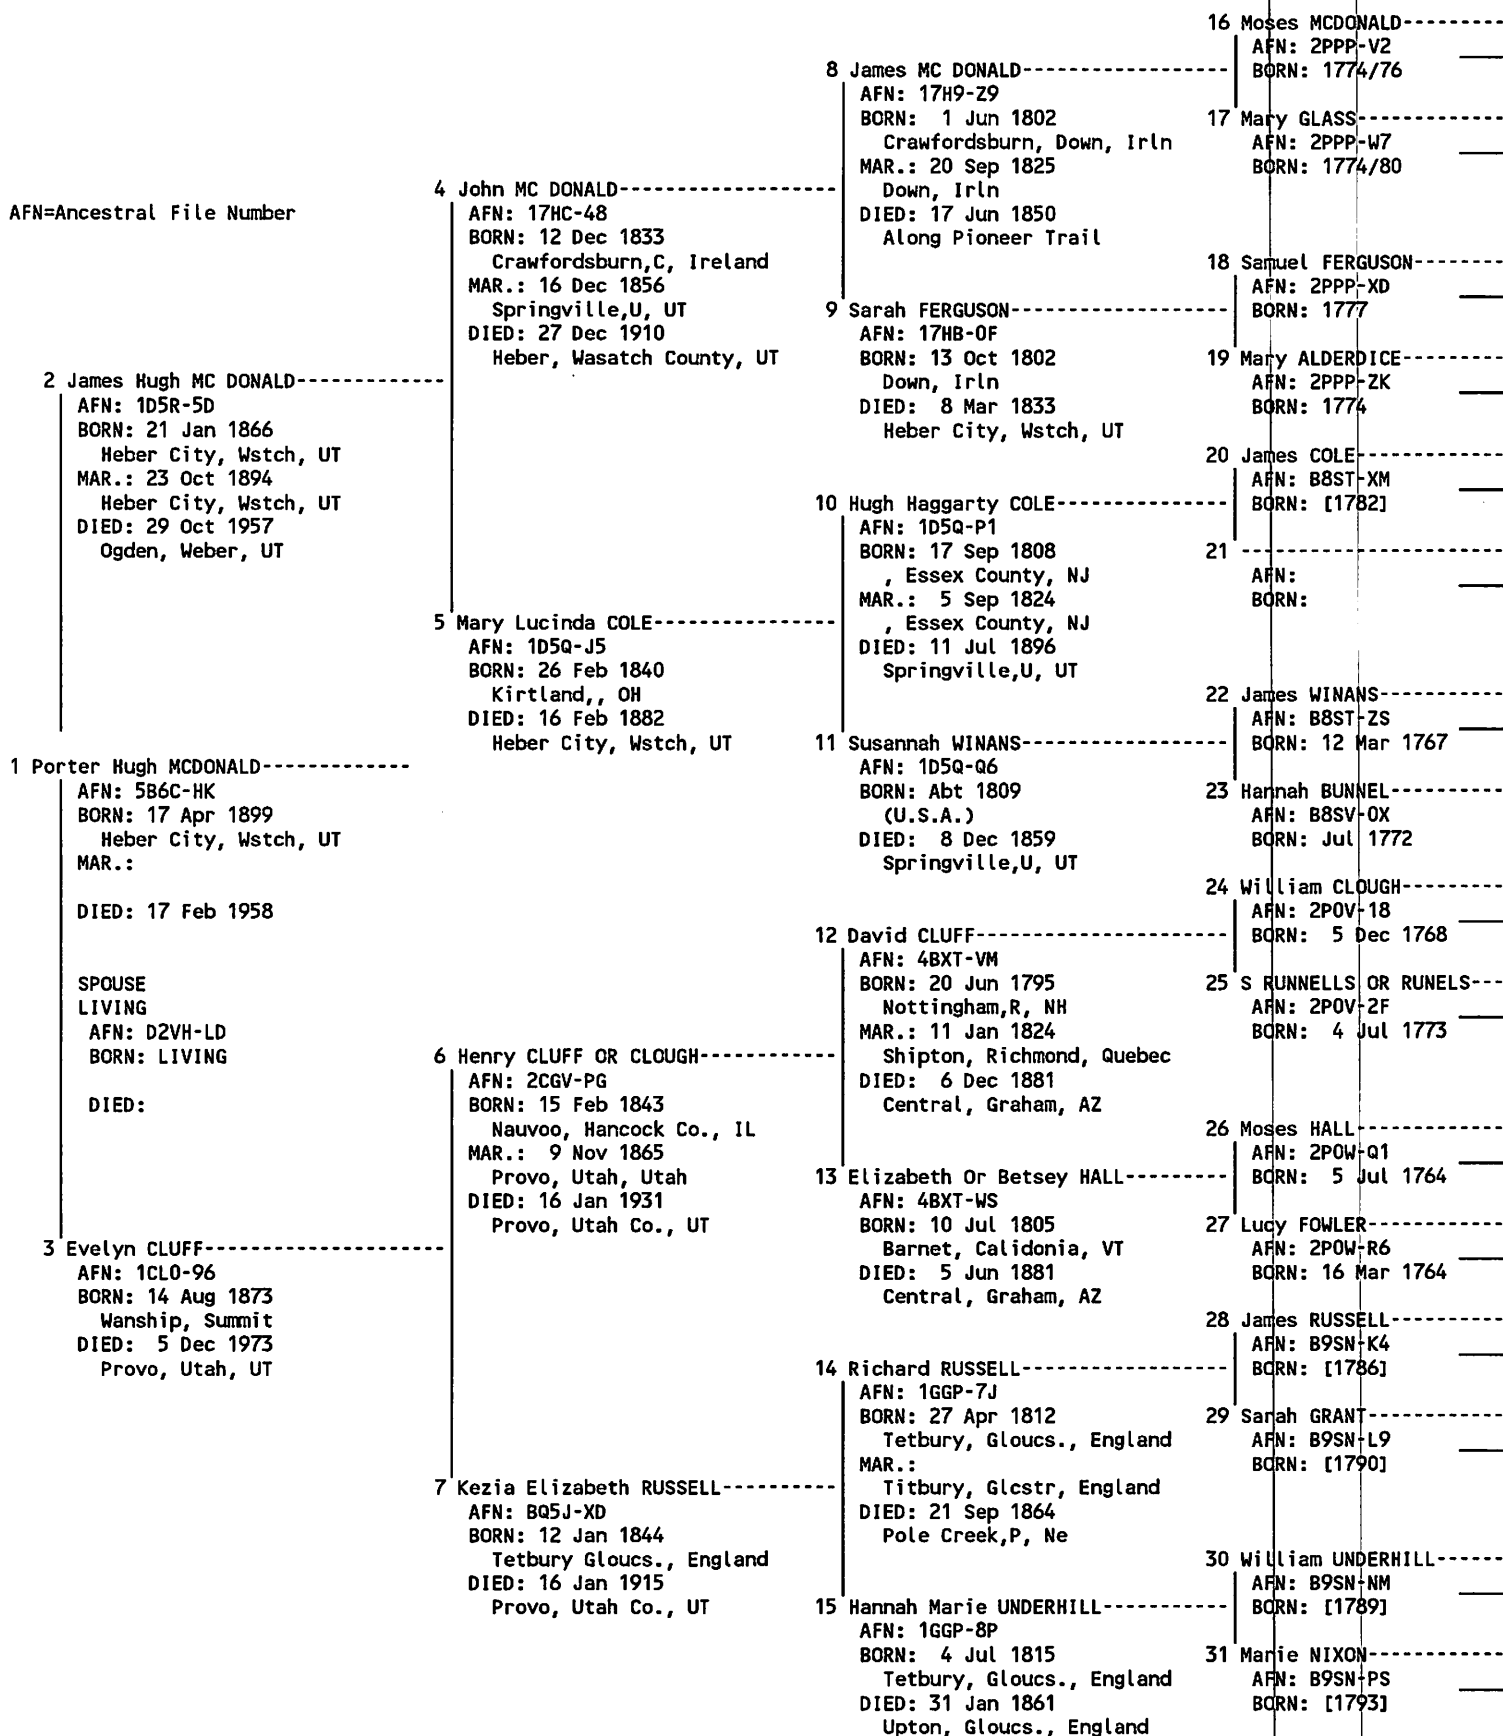 AFN=Ancestral File Number
1 Porter Hugh MCDONALD------------
AFN: 5B6C-HK
BORN: 17 Apr 1899
Heber City, Wstch, UT
MAR.:
DIED: 17 Feb 1958
SPOUSE
LIVING
AFN: D2VH-LD
BORN: LIVING
DIED:
2 James Hugh MC DONALD------------
AFN: 1D5R-5D
BORN: 21 Jan 1866
Heber City, Wstch, UT
MAR.: 23 Oct 1894
Heber City, Wstch, UT
DIED: 29 Oct 1957
Ogden, Weber, UT
3 Evelyn CLUFF--------------------
AFN: 1CL0-96
BORN: 14 Aug 1873
Wanship, Summit
DIED:  5 Dec 1973
Provo, Utah, UT
4 John MC DONALD------------------
AFN: 17HC-48
BORN: 12 Dec 1833
Crawfordsburn,C, Ireland
MAR.: 16 Dec 1856
Springville,U, UT
DIED: 27 Dec 1910
Heber, Wasatch County, UT
5 Mary Lucinda COLE---------------
AFN: 1D5Q-J5
BORN: 26 Feb 1840
Kirtland,, OH
DIED: 16 Feb 1882
Heber City, Wstch, UT
6 Henry CLUFF OR CLOUGH-----------
AFN: 2CGV-PG
BORN: 15 Feb 1843
Nauvoo, Hancock Co., IL
MAR.:  9 Nov 1865
Provo, Utah, Utah
DIED: 16 Jan 1931
Provo, Utah Co., UT
7 Kezia Elizabeth RUSSELL---------
AFN: BQ5J-XD
BORN: 12 Jan 1844
Tetbury Gloucs., England
DIED: 16 Jan 1915
Provo, Utah Co., UT
8 James MC DONALD-----------------
AFN: 17H9-Z9
BORN:  1 Jun 1802
Crawfordsburn, Down, Irln
MAR.: 20 Sep 1825
Down, Irln
DIED: 17 Jun 1850
Along Pioneer Trail
9 Sarah FERGUSON------------------
AFN: 17HB-0F
BORN: 13 Oct 1802
Down, Irln
DIED:  8 Mar 1833
Heber City, Wstch, UT
10 Hugh Haggarty COLE--------------
AFN: 1D5Q-P1
BORN: 17 Sep 1808
, Essex County, NJ
MAR.:  5 Sep 1824
, Essex County, NJ
DIED: 11 Jul 1896
Springville,U, UT
11 Susannah WINANS-----------------
AFN: 1D5Q-Q6
BORN: Abt 1809
(U.S.A.)
DIED:  8 Dec 1859
Springville,U, UT
12 David CLUFF---------------------
AFN: 4BXT-VM
BORN: 20 Jun 1795
Nottingham,R, NH
MAR.: 11 Jan 1824
Shipton, Richmond, Quebec
DIED:  6 Dec 1881
Central, Graham, AZ
13 Elizabeth Or Betsey HALL--------
AFN: 4BXT-WS
BORN: 10 Jul 1805
Barnet, Calidonia, VT
DIED:  5 Jun 1881
Central, Graham, AZ
14 Richard RUSSELL-----------------
AFN: 1GGP-7J
BORN: 27 Apr 1812
Tetbury, Gloucs., England
MAR.:
Titbury, Glcstr, England
DIED: 21 Sep 1864
Pole Creek,P, Ne
15 Hannah Marie UNDERHILL----------
AFN: 1GGP-8P
BORN:  4 Jul 1815
Tetbury, Gloucs., England
DIED: 31 Jan 1861
Upton, Gloucs., England
16 Moses MCDONALD--------
AFN: 2PPP-V2
BORN: 1774/76
17 Mary GLASS------------
AFN: 2PPP-W7
BORN: 1774/80
18 Samuel FERGUSON-------
AFN: 2PPP-XD
BORN: 1777
19 Mary ALDERDICE--------
AFN: 2PPP-ZK
BORN: 1774
20 James COLE------------
AFN: B8ST-XM
BORN: [1782]
21 ----------------------
AFN:
BORN:
22 James WINANS----------
AFN: B8ST-ZS
BORN: 12 Mar 1767
23 Hannah BUNNEL---------
AFN: B8SV-0X
BORN: Jul 1772
24 William CLOUGH--------
AFN: 2P0V-18
BORN:  5 Dec 1768
25 S RUNNELLS OR RUNELS---
AFN: 2P0V-2F
BORN:  4 Jul 1773
26 Moses HALL------------
AFN: 2P0W-Q1
BORN:  5 Jul 1764
27 Lucy FOWLER-----------
AFN: 2P0W-R6
BORN: 16 Mar 1764
28 James RUSSELL---------
AFN: B9SN-K4
BORN: [1786]
29 Sarah GRANT-----------
AFN: B9SN-L9
BORN: [1790]
30 William UNDERHILL------
AFN: B9SN-NM
BORN: [1789]
31 Marie NIXON-----------
AFN: B9SN-PS
BORN: [1793]